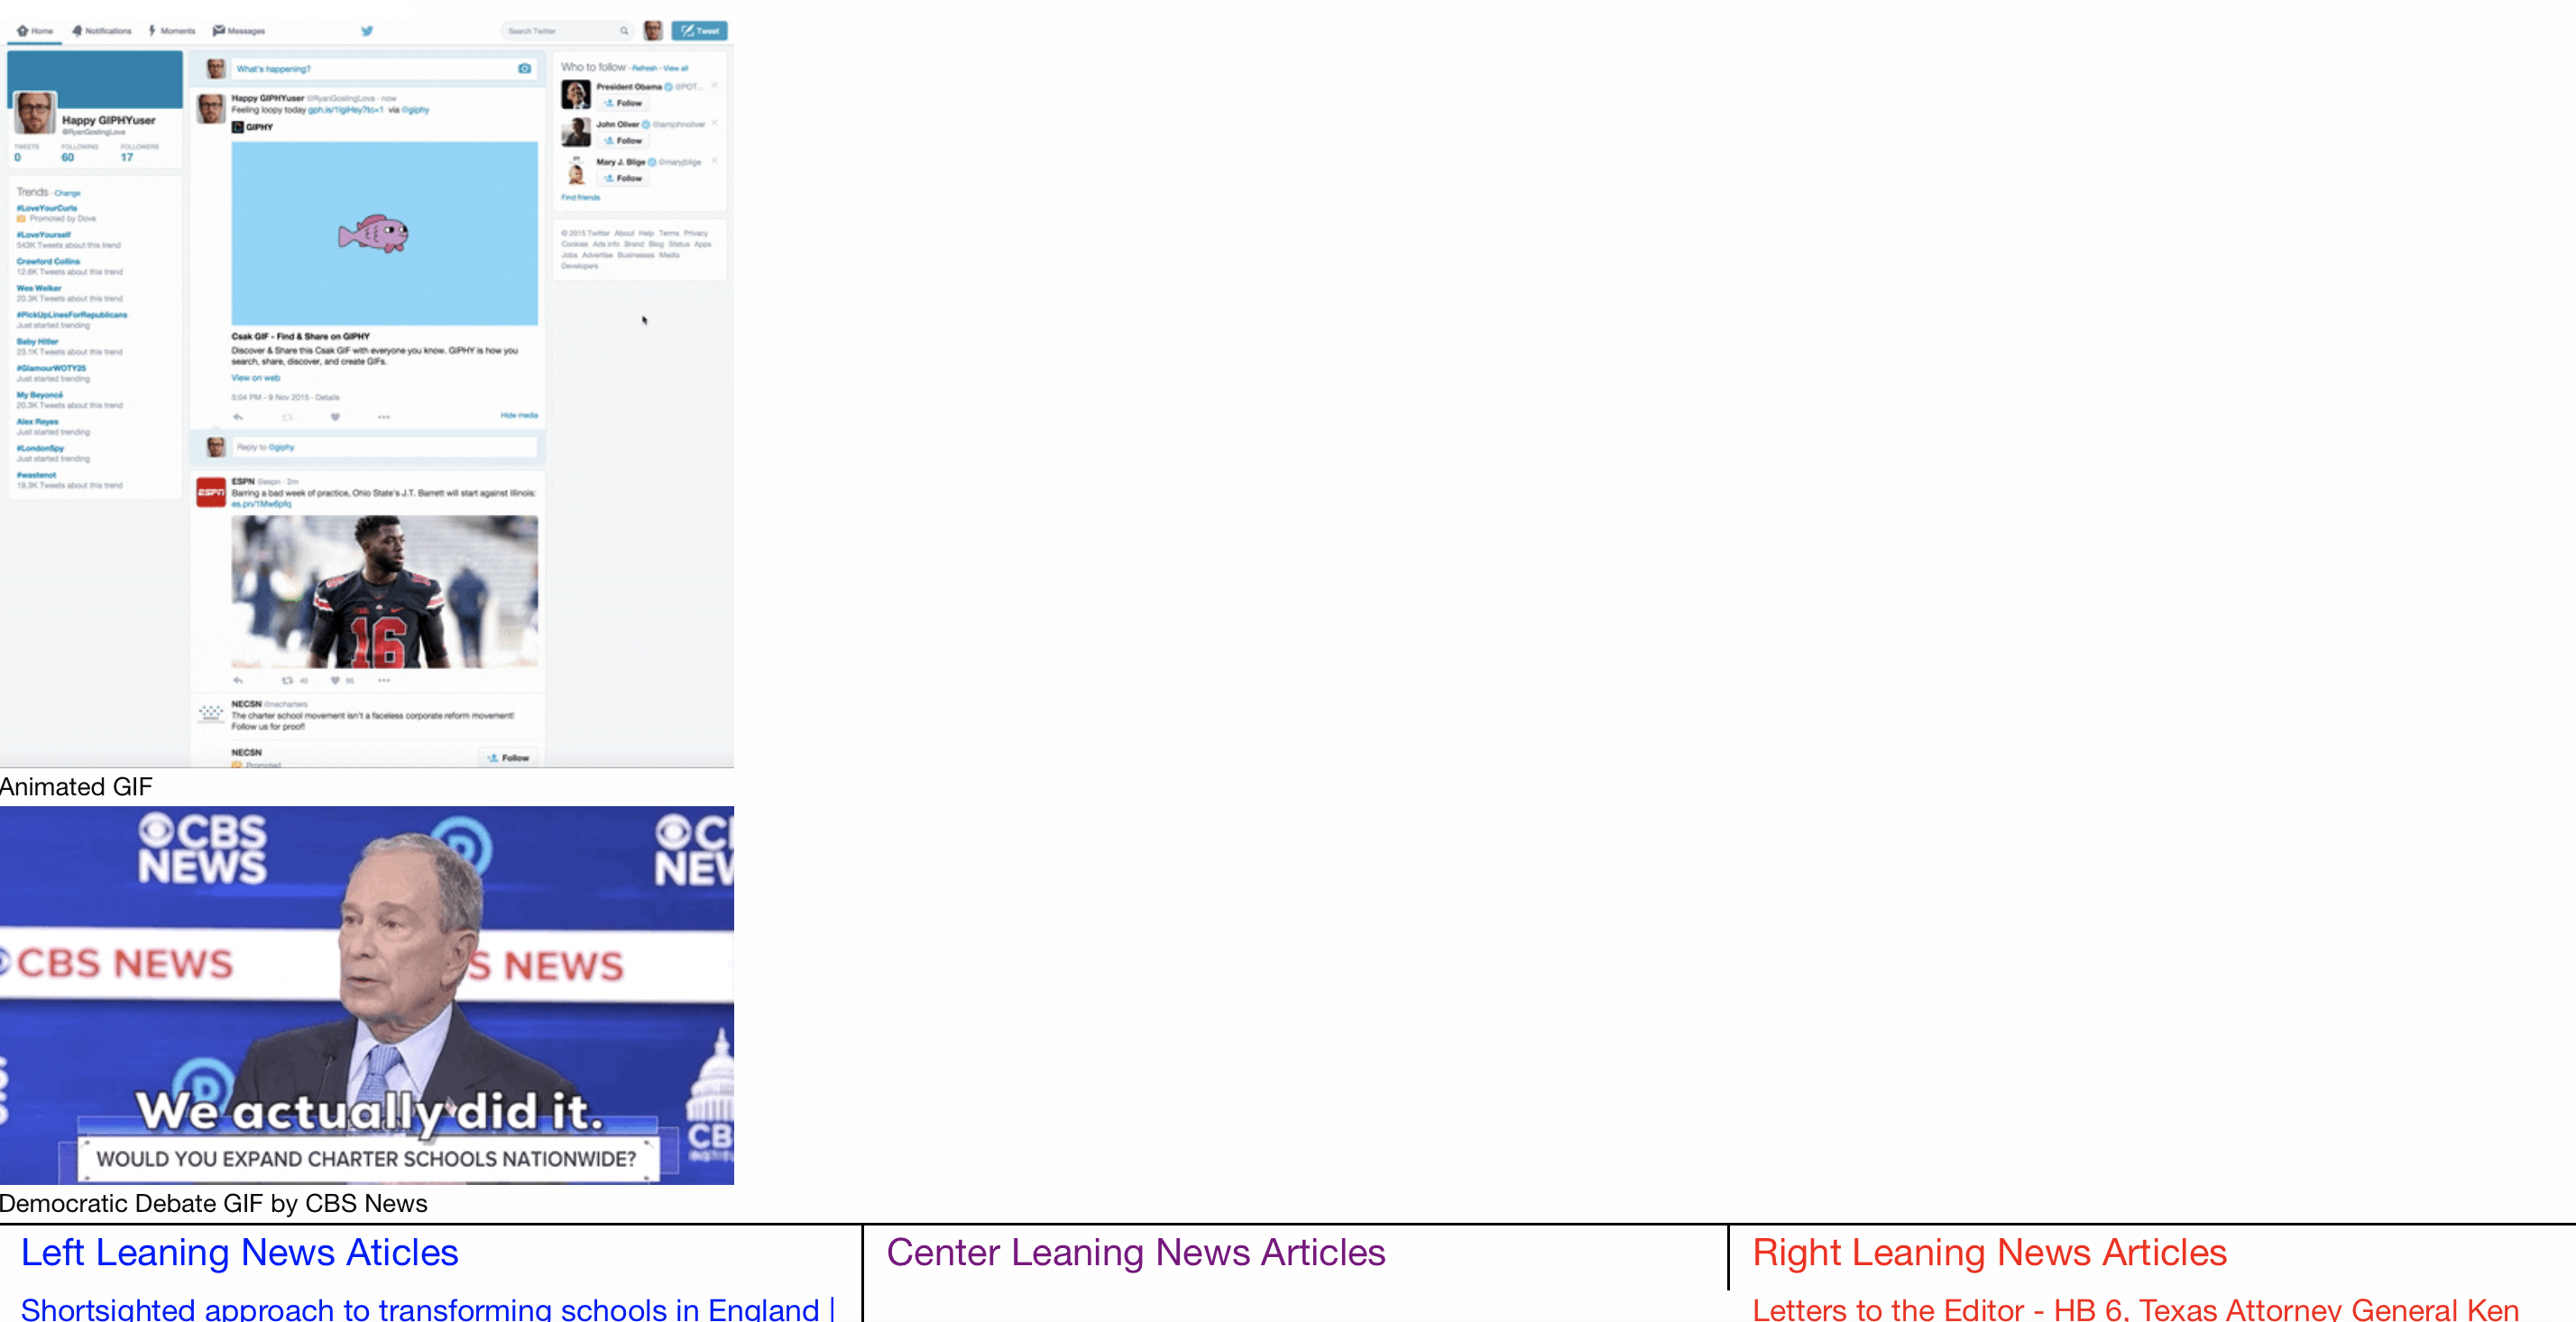 Home Notifications Moments Messages Search Twitter Tweet
Happy GIPHYuser
@RyanGoslingLova
TWEETS FOLLOWING FOLLOWERS
0 60 17
Trends · Change
#LoveYourCurls
Promoted by Dove
#LoveYourself
543K Tweets about this trend
Crawford Collins
12.6K Tweets about this trend
Wes Welker
20.3K Tweets about this trend
#PickUpLinesForRepublicans
Just started trending
Baby Hitler
23.1K Tweets about this trend
#GlamourWOTY25
Just started trending
My Beyoncé
20.3K Tweets about this trend
Alex Reyes
Just started trending
#LondonSpy
Just started trending
#wastenot
19.3K Tweets about this trend
What's happening?
Happy GIPHYuser @RyanGoslingLova · now
Feeling loopy today gph.is/1IgiHsy?tc=1 via @giphy
GIPHY
Csak GIF - Find & Share on GIPHY
Discover & Share this Csak GIF with everyone you know. GIPHY is how you
search, share, discover, and create GIFs.
View on web
5:04 PM - 9 Nov 2015 · Details
Hide media
Reply to @giphy
ESPN @espn · 2m
Barring a bad week of practice, Ohio State's J.T. Barrett will start against Illinois:
es.pn/1Mw6pfq
16
NECSN @necharters
The charter school movement isn't a faceless corporate reform movement!
Follow us for proof!
NECSN Follow
Promoted
Who to follow · Refresh · View all
President Obama @POT...
Follow
John Oliver @iamjohnoliver
Follow
Mary J. Blige @maryjblige
Follow
Find friends
© 2015 Twitter About Help Terms Privacy
Cookies Ads info Brand Blog Status Apps
Jobs Advertise Businesses Media
Developers
Animated GIF
CBS
NEWS
CBS NEWS
S NEWS
We actually did it.
WOULD YOU EXPAND CHARTER SCHOOLS NATIONWIDE?
Democratic Debate GIF by CBS News
Left Leaning News Aticles
Shortsighted approach to transforming schools in England |
Center Leaning News Articles
Right Leaning News Articles
Letters to the Editor - HB 6, Texas Attorney General Ken